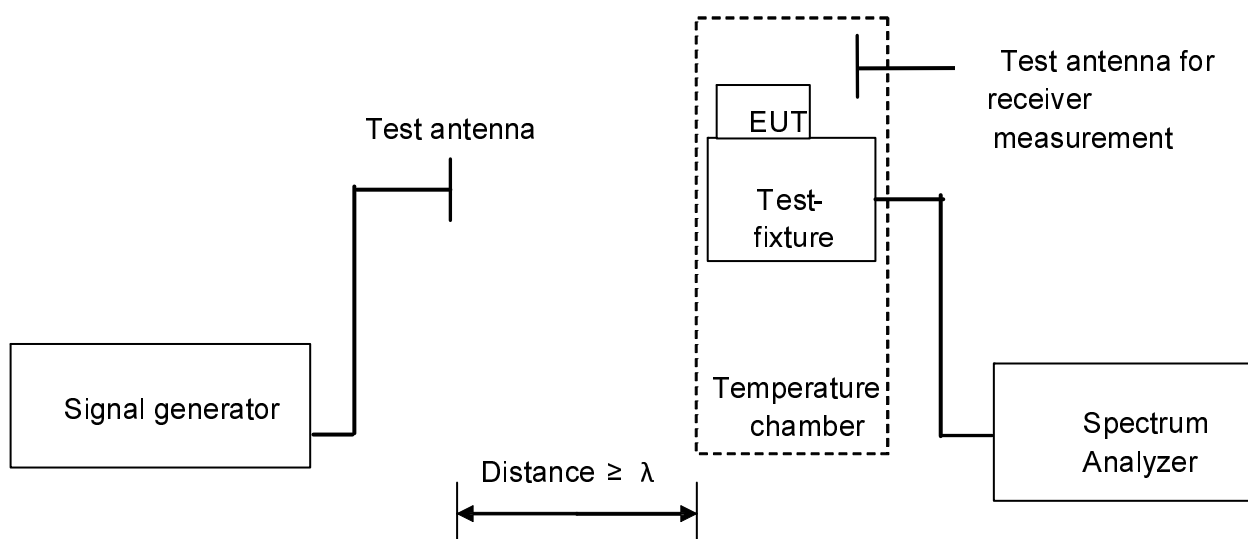 Test antenna
Signal generator
Distance ≥ λ
EUT
Test-
fixture
Temperature
chamber
Test antenna for
receiver
measurement
Spectrum
Analyzer